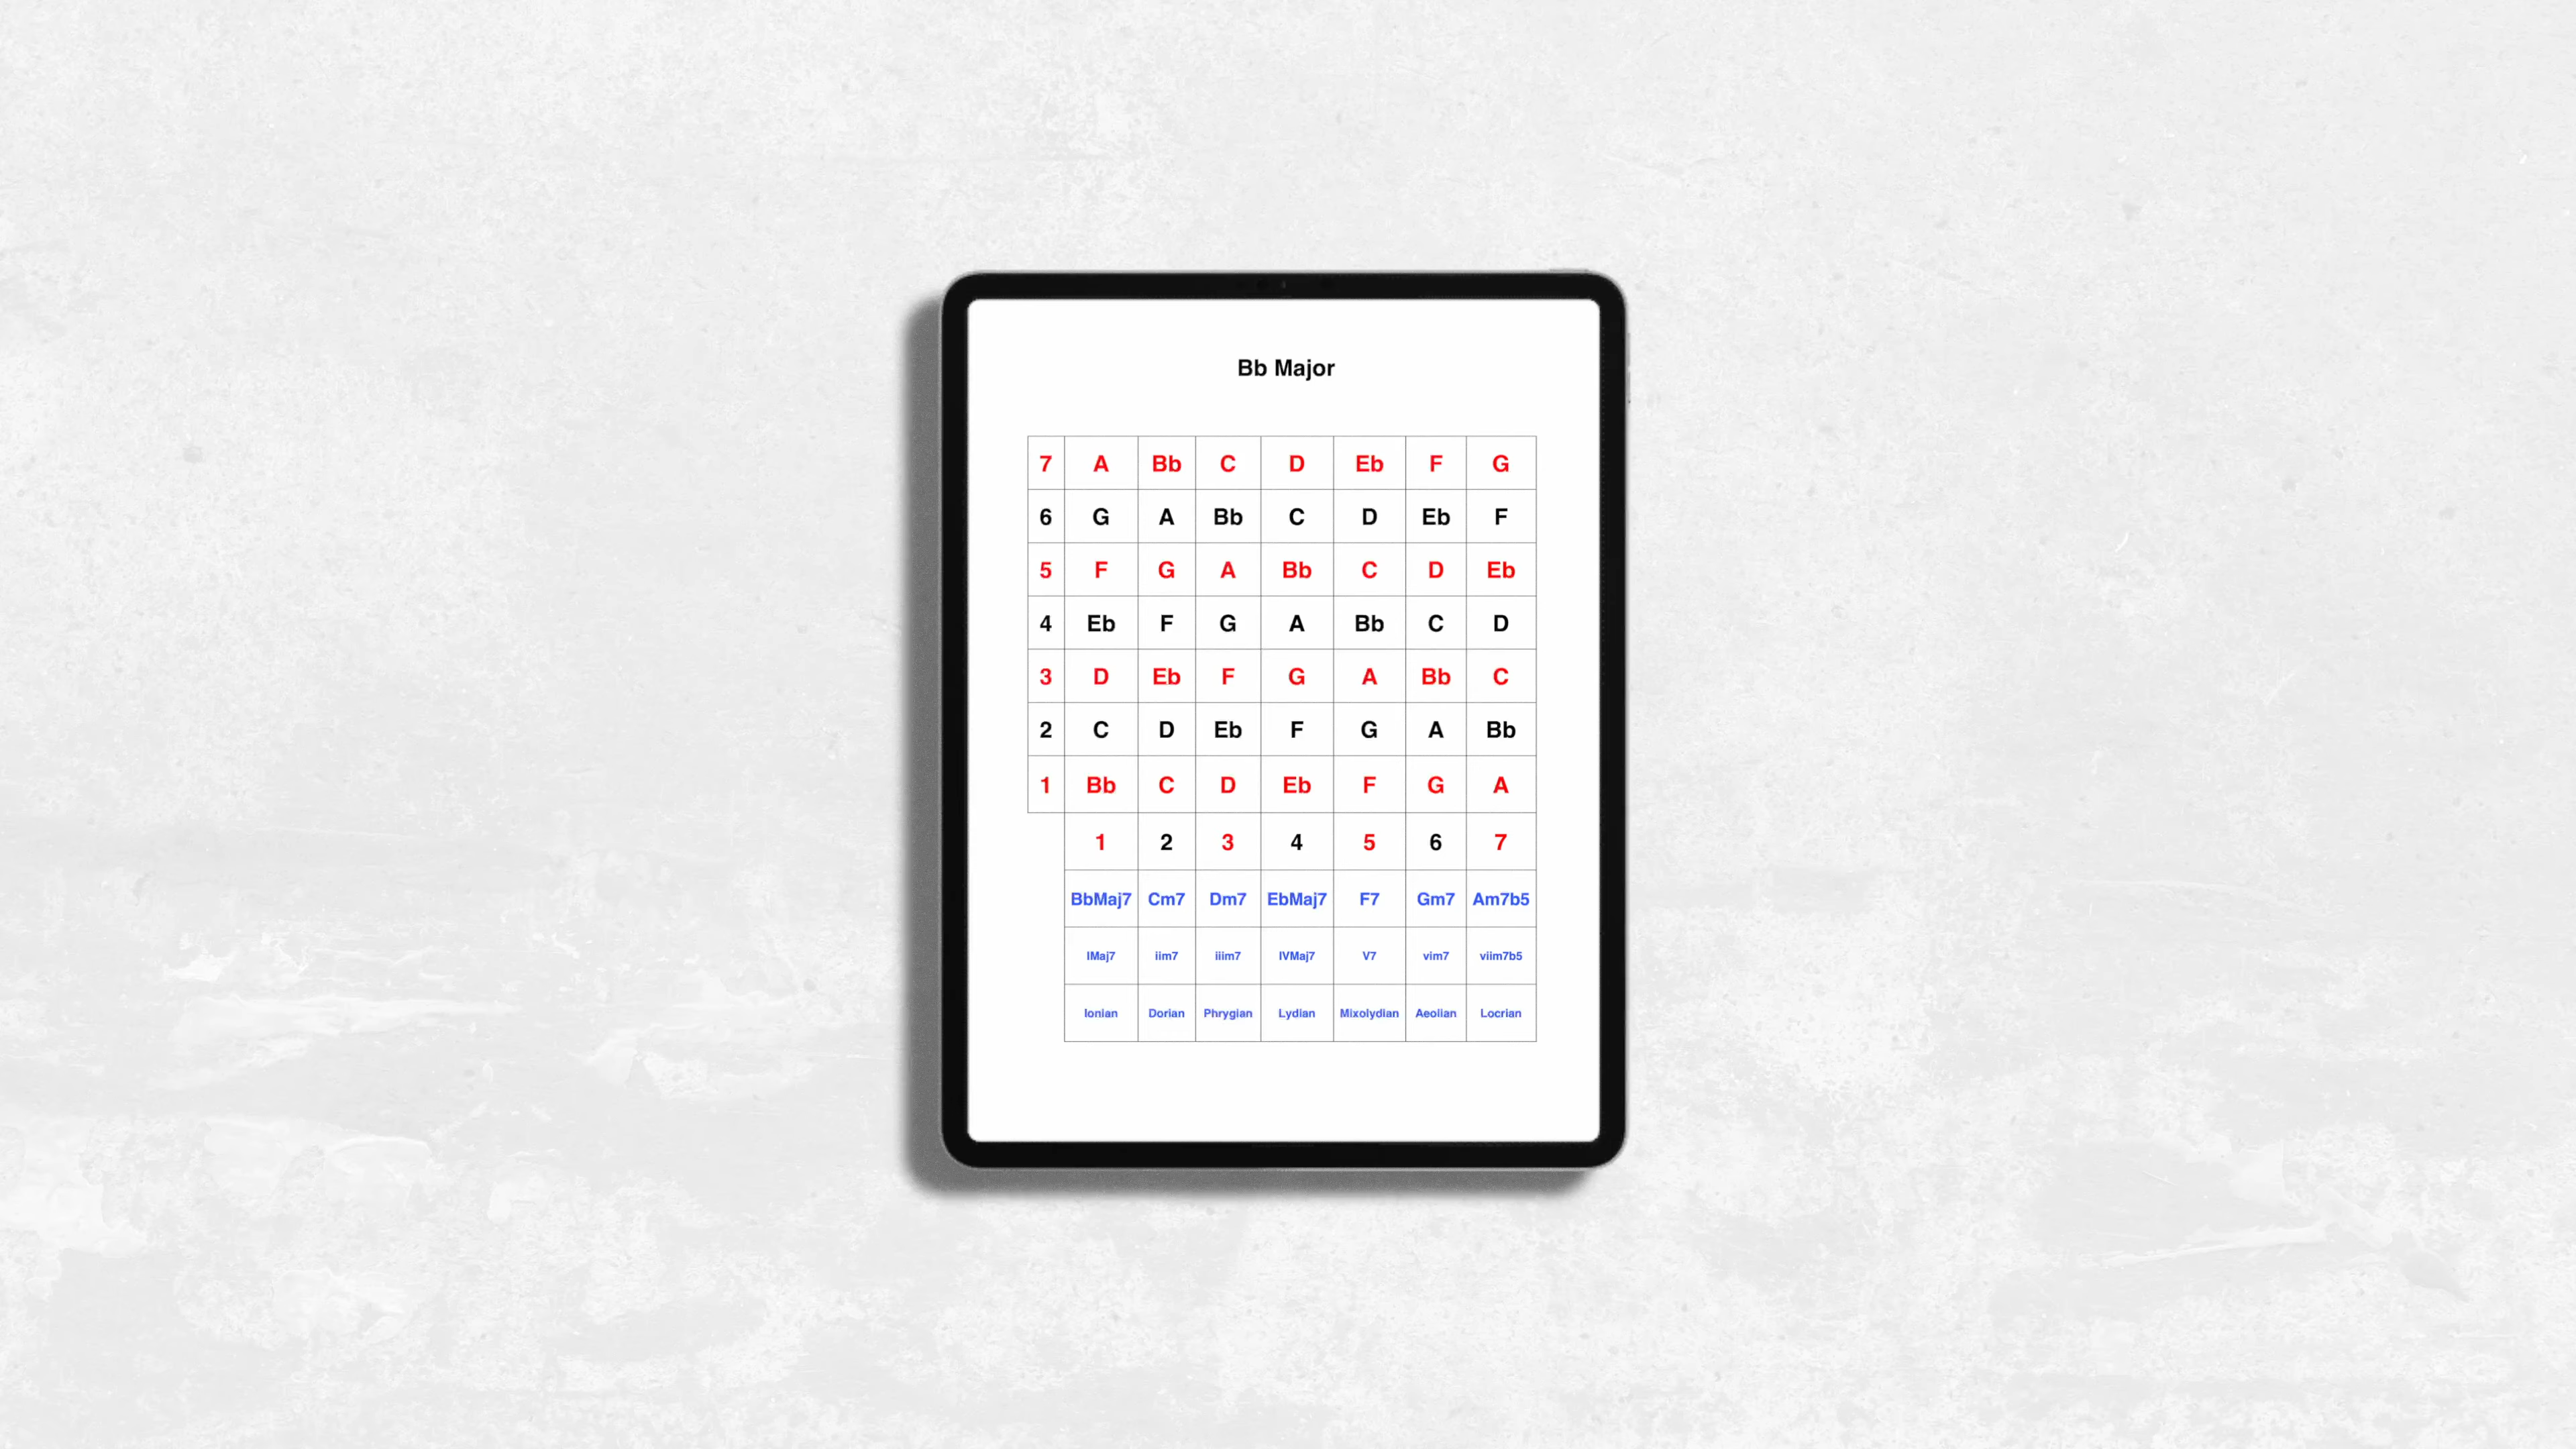 Bb Major
7 A Bb C D Eb F G
6 G A Bb C D Eb F
5 F G A Bb C D Eb
4 Eb F G A Bb C D
3 D Eb F G A Bb C
2 C D Eb F G A Bb
1 Bb C D Eb F G A
1 2 3 4 5 6 7
BbMaj7 Cm7 Dm7 EbMaj7 F7 Gm7 Am7b5
IMaj7 iim7 iiim7 IVMaj7 V7 vim7 viim7b5
Ionian Dorian Phrygian Lydian Mixolydian Aeolian Locrian